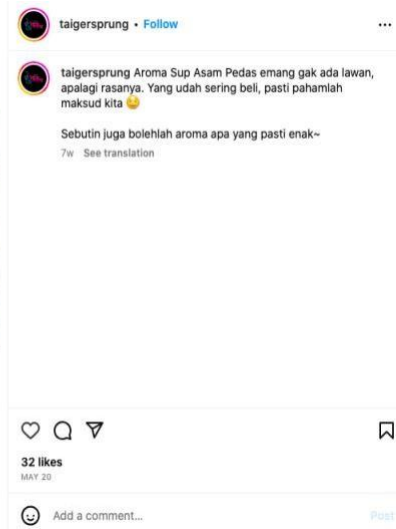 taigersprung • Follow
taigersprung Aroma Sup Asam Pedas emang gak ada lawan,
apalagi rasanya. Yang udah sering beli, pasti pahamlah
maksud kita 😆
Sebutin juga bolehlah aroma apa yang pasti enak~
7w See translation
32 likes
MAY 20
Add a comment...
Post